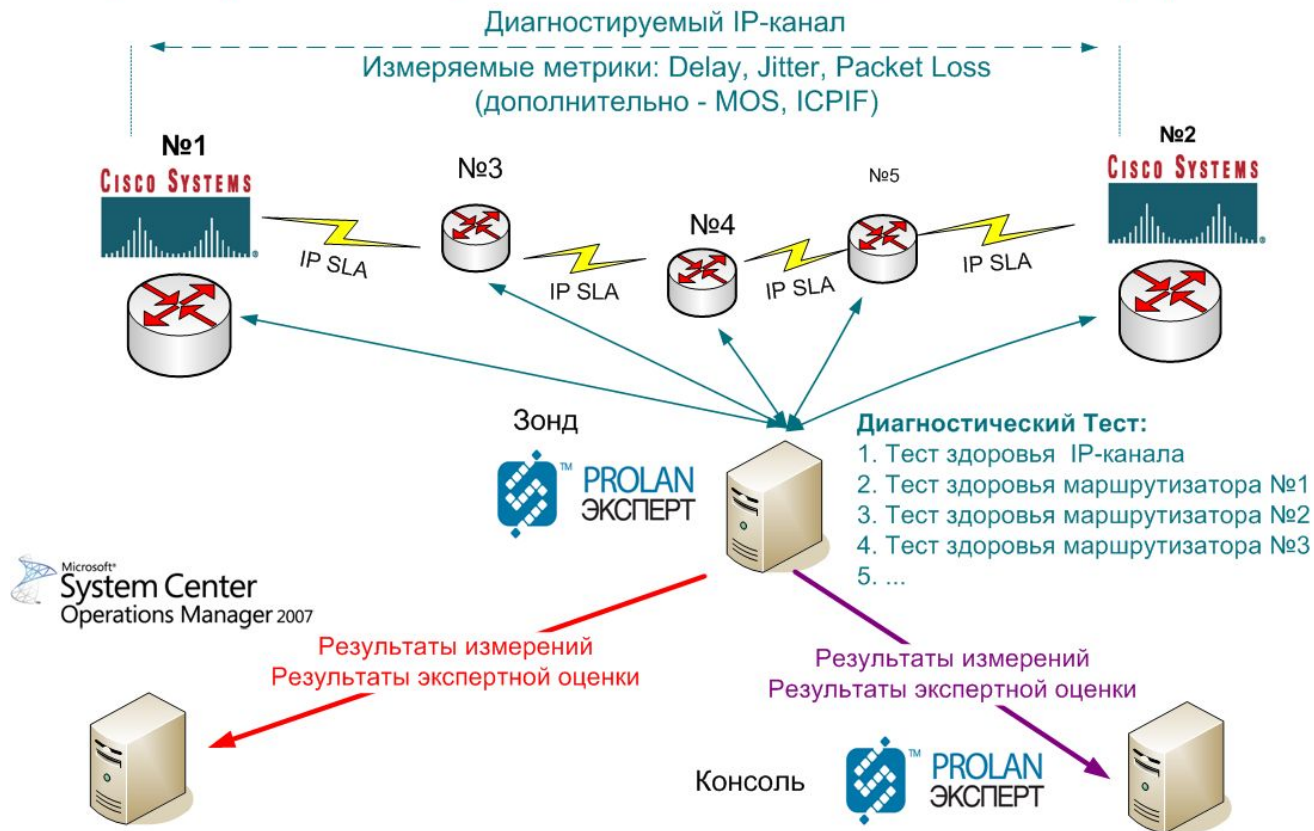 Диагностируемый IP-канал
Измеряемые метрики: Delay, Jitter, Packet Loss
(дополнительно - MOS, ICPIF)
№1
CISCO SYSTEMS
№3
№4
№5
№2
CISCO SYSTEMS
IP SLA
IP SLA
IP SLA
IP SLA
Зонд
PROLAN
ЭКСПЕРТ
TM
Диагностический Тест:
1. Тест здоровья IP-канала
2. Тест здоровья маршрутизатора №1
3. Тест здоровья маршрутизатора №2
4. Тест здоровья маршрутизатора №3
5. ...
Microsoft®
System Center
Operations Manager 2007
Результаты измерений
Результаты экспертной оценки
Результаты измерений
Результаты экспертной оценки
Консоль
TM
PROLAN
ЭКСПЕРТ